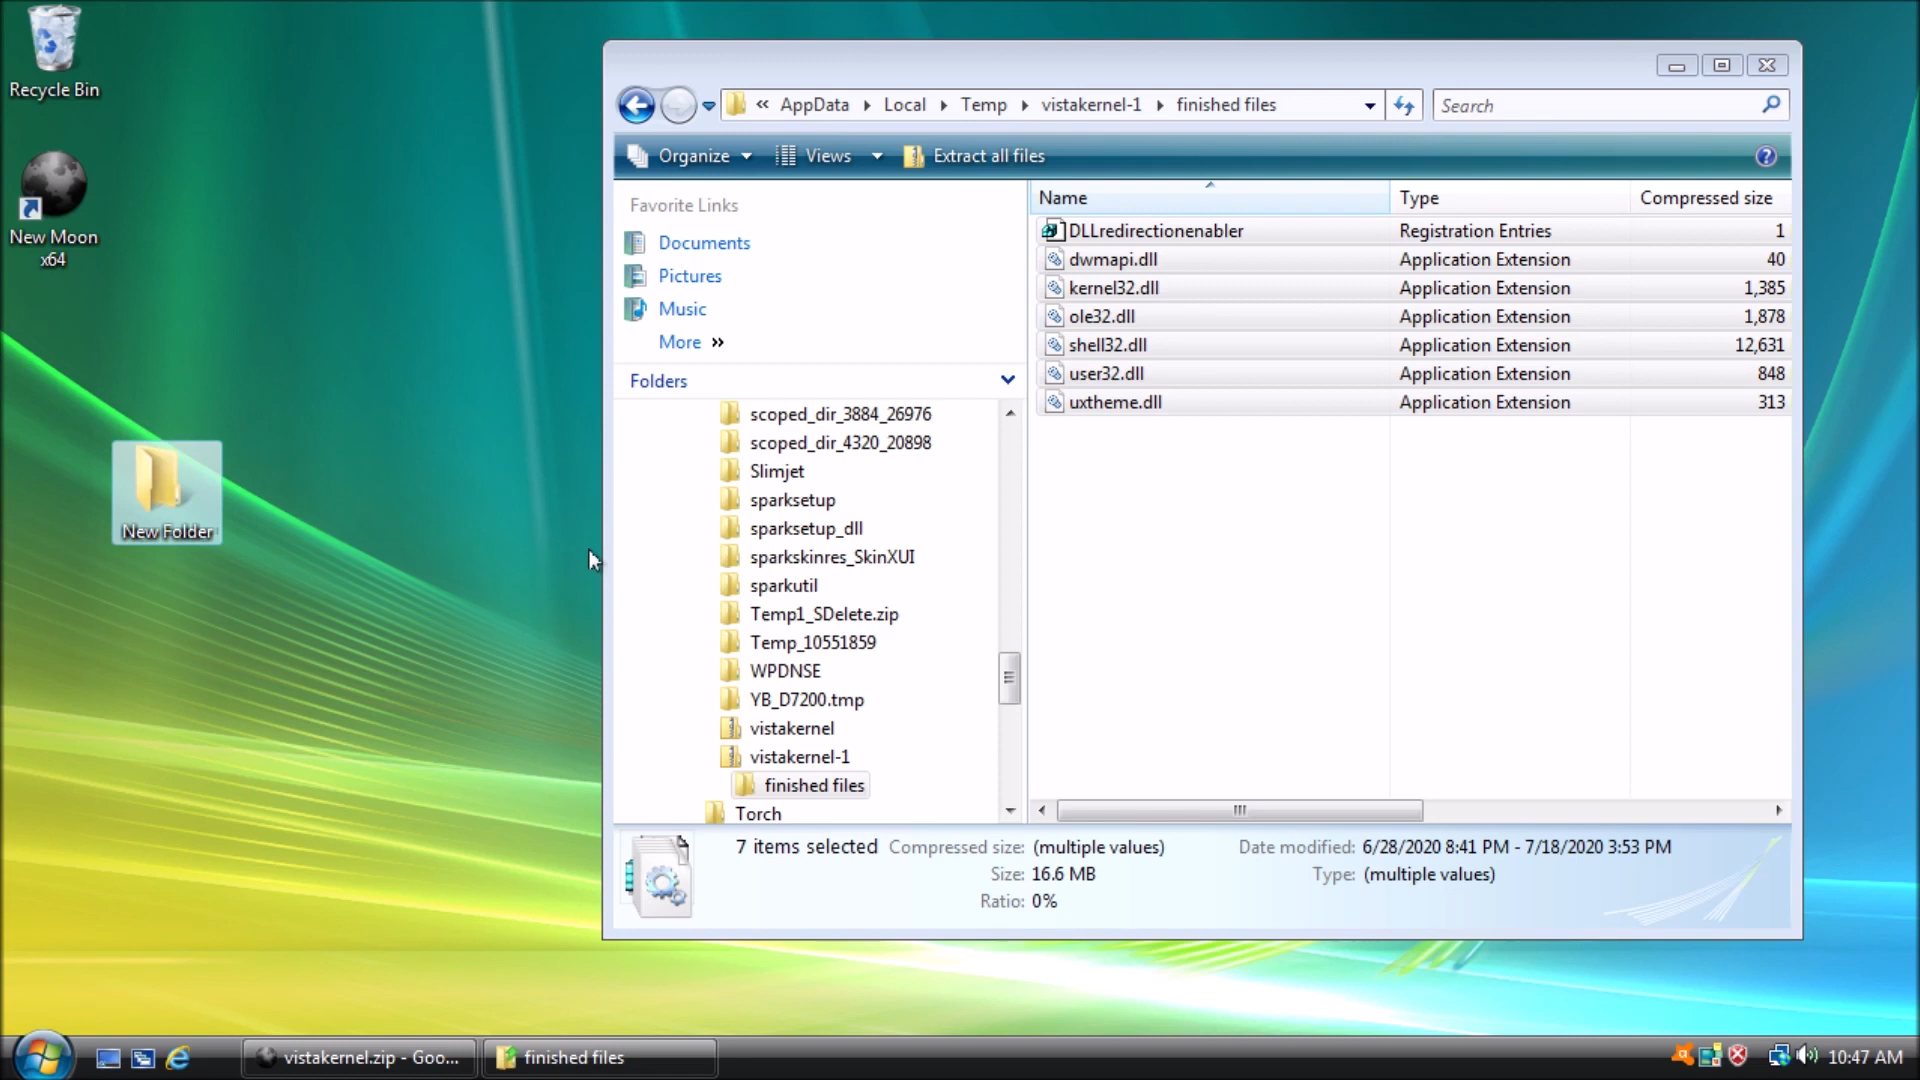 Recycle Bin
New Moon
x64
New Folder
« AppData Local Temp vistakernel-1 finished files
Search
Organize Views Extract all files
Favorite Links
Documents
Pictures
Music
More »
Folders
scoped_dir_3884_26976
scoped_dir_4320_20898
Slimjet
sparksetup
sparksetup_dll
sparkskinres_SkinXUI
sparkutil
Temp1_SDelete.zip
Temp_10551859
WPDNSE
YB_D7200.tmp
vistakernel
vistakernel-1
finished files
Torch
Name Type Compressed size
DLLredirectionenabler Registration Entries 1
dwmapi.dll Application Extension 40
kernel32.dll Application Extension 1,385
ole32.dll Application Extension 1,878
shell32.dll Application Extension 12,631
user32.dll Application Extension 848
uxtheme.dll Application Extension 313
7 items selected Compressed size: (multiple values) Date modified: 6/28/2020 8:41 PM - 7/18/2020 3:53 PM
Size: 16.6 MB Type: (multiple values)
Ratio: 0%
vistakernel.zip - Goo... finished files 10:47 AM